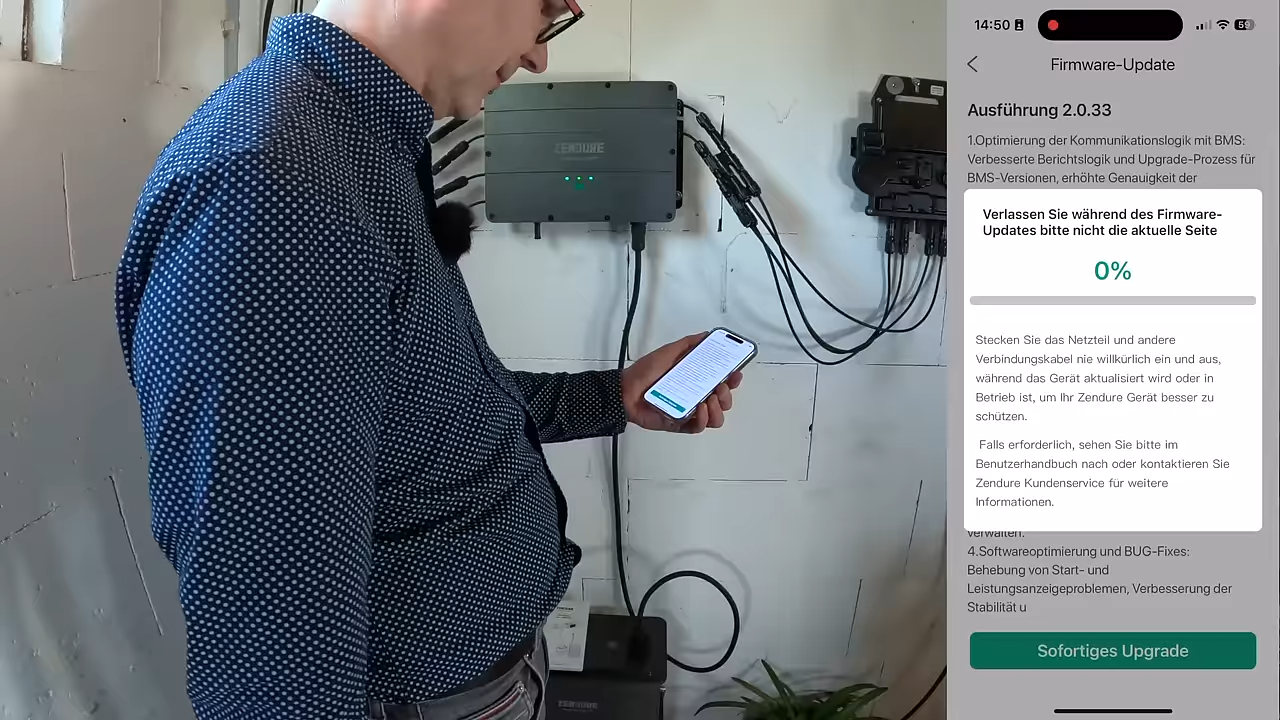 ZENDURE
ZENDURE
14:50
59
Firmware-Update
Ausführung 2.0.33
1.Optimierung der Kommunikationslogik mit BMS:
Verbesserte Berichtslogik und Upgrade-Prozess für
BMS-Versionen, erhöhte Genauigkeit der
Verlassen Sie während des Firmware-
Updates bitte nicht die aktuelle Seite
0%
Stecken Sie das Netzteil und andere
Verbindungskabel nie willkürlich ein und aus,
während das Gerät aktualisiert wird oder in
Betrieb ist, um Ihr Zendure Gerät besser zu
schützen.
Falls erforderlich, sehen Sie bitte im
Benutzerhandbuch nach oder kontaktieren Sie
Zendure Kundenservice für weitere
Informationen.
verwalten.
4.Softwareoptimierung und BUG-Fixes:
Behebung von Start- und
Leistungsanzeigeproblemen, Verbesserung der
Stabilität u
Sofortiges Upgrade